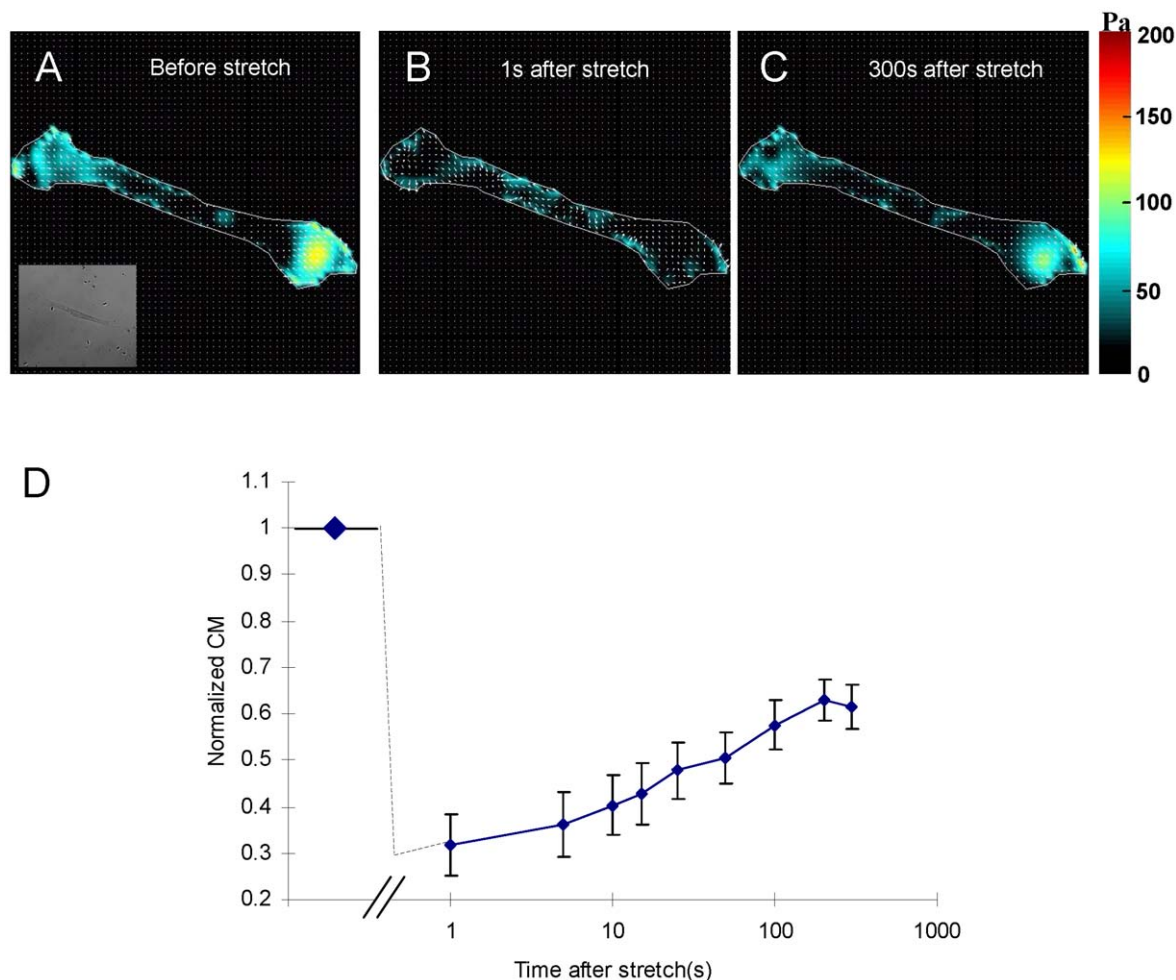 Pa
A
Before stretch
B
1s after stretch
C
300s after stretch
200
150
100
50
0
D
1.1
1
0.9
0.8
0.7
0.6
0.5
0.4
0.3
0.2
Normalized CM
1
10
100
1000
Time after stretch(s)